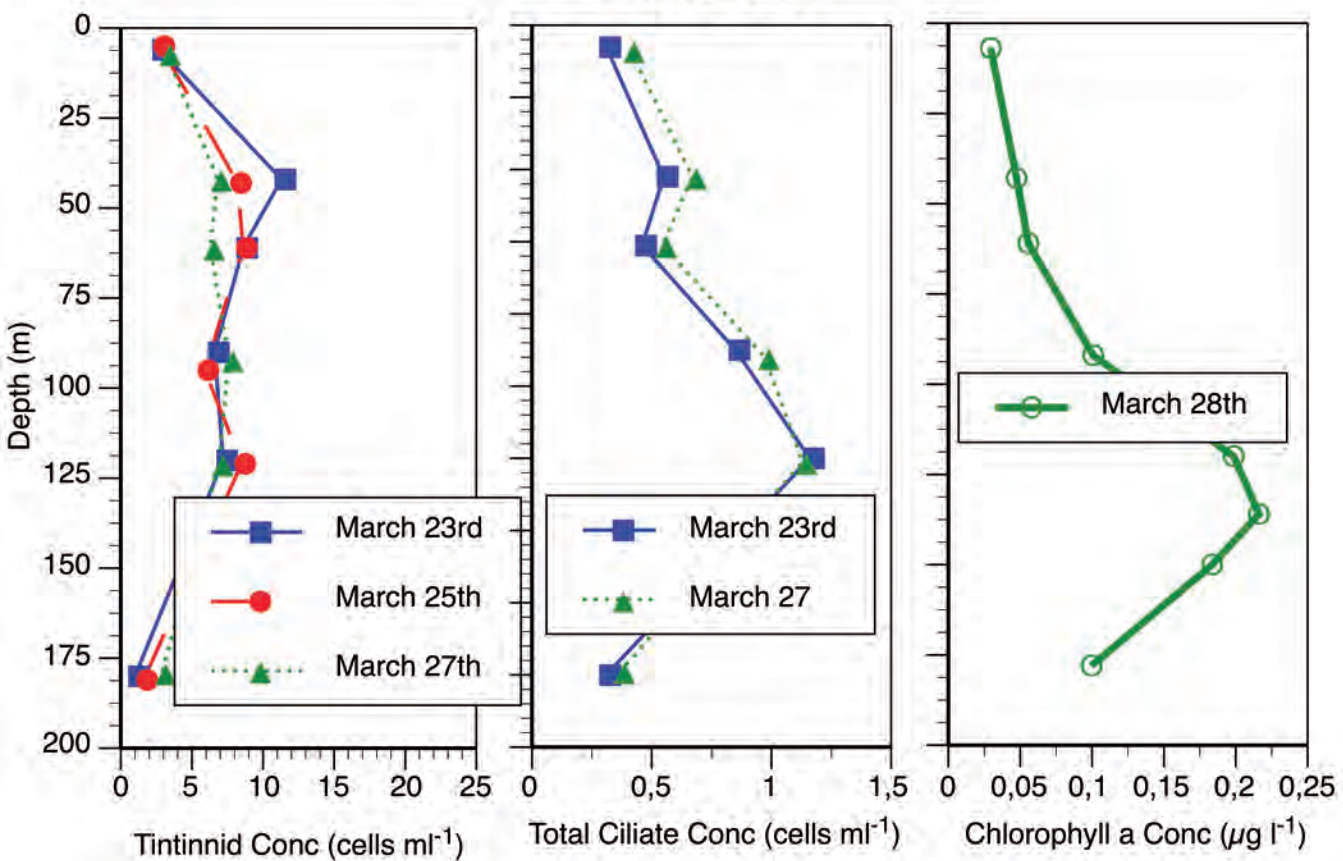 Depth (m)
0
25
50
75
100
125
150
175
200
March 23rd
March 25th
March 27th
0 5 10 15 20 25
Tintinnid Conc (cells ml-1)
March 23rd
March 27
0 0,5 1 1,5
Total Ciliate Conc (cells ml-1)
March 28th
0 0,05 0,1 0,15 0,2 0,25
Chlorophyll a Conc (µg l-1)